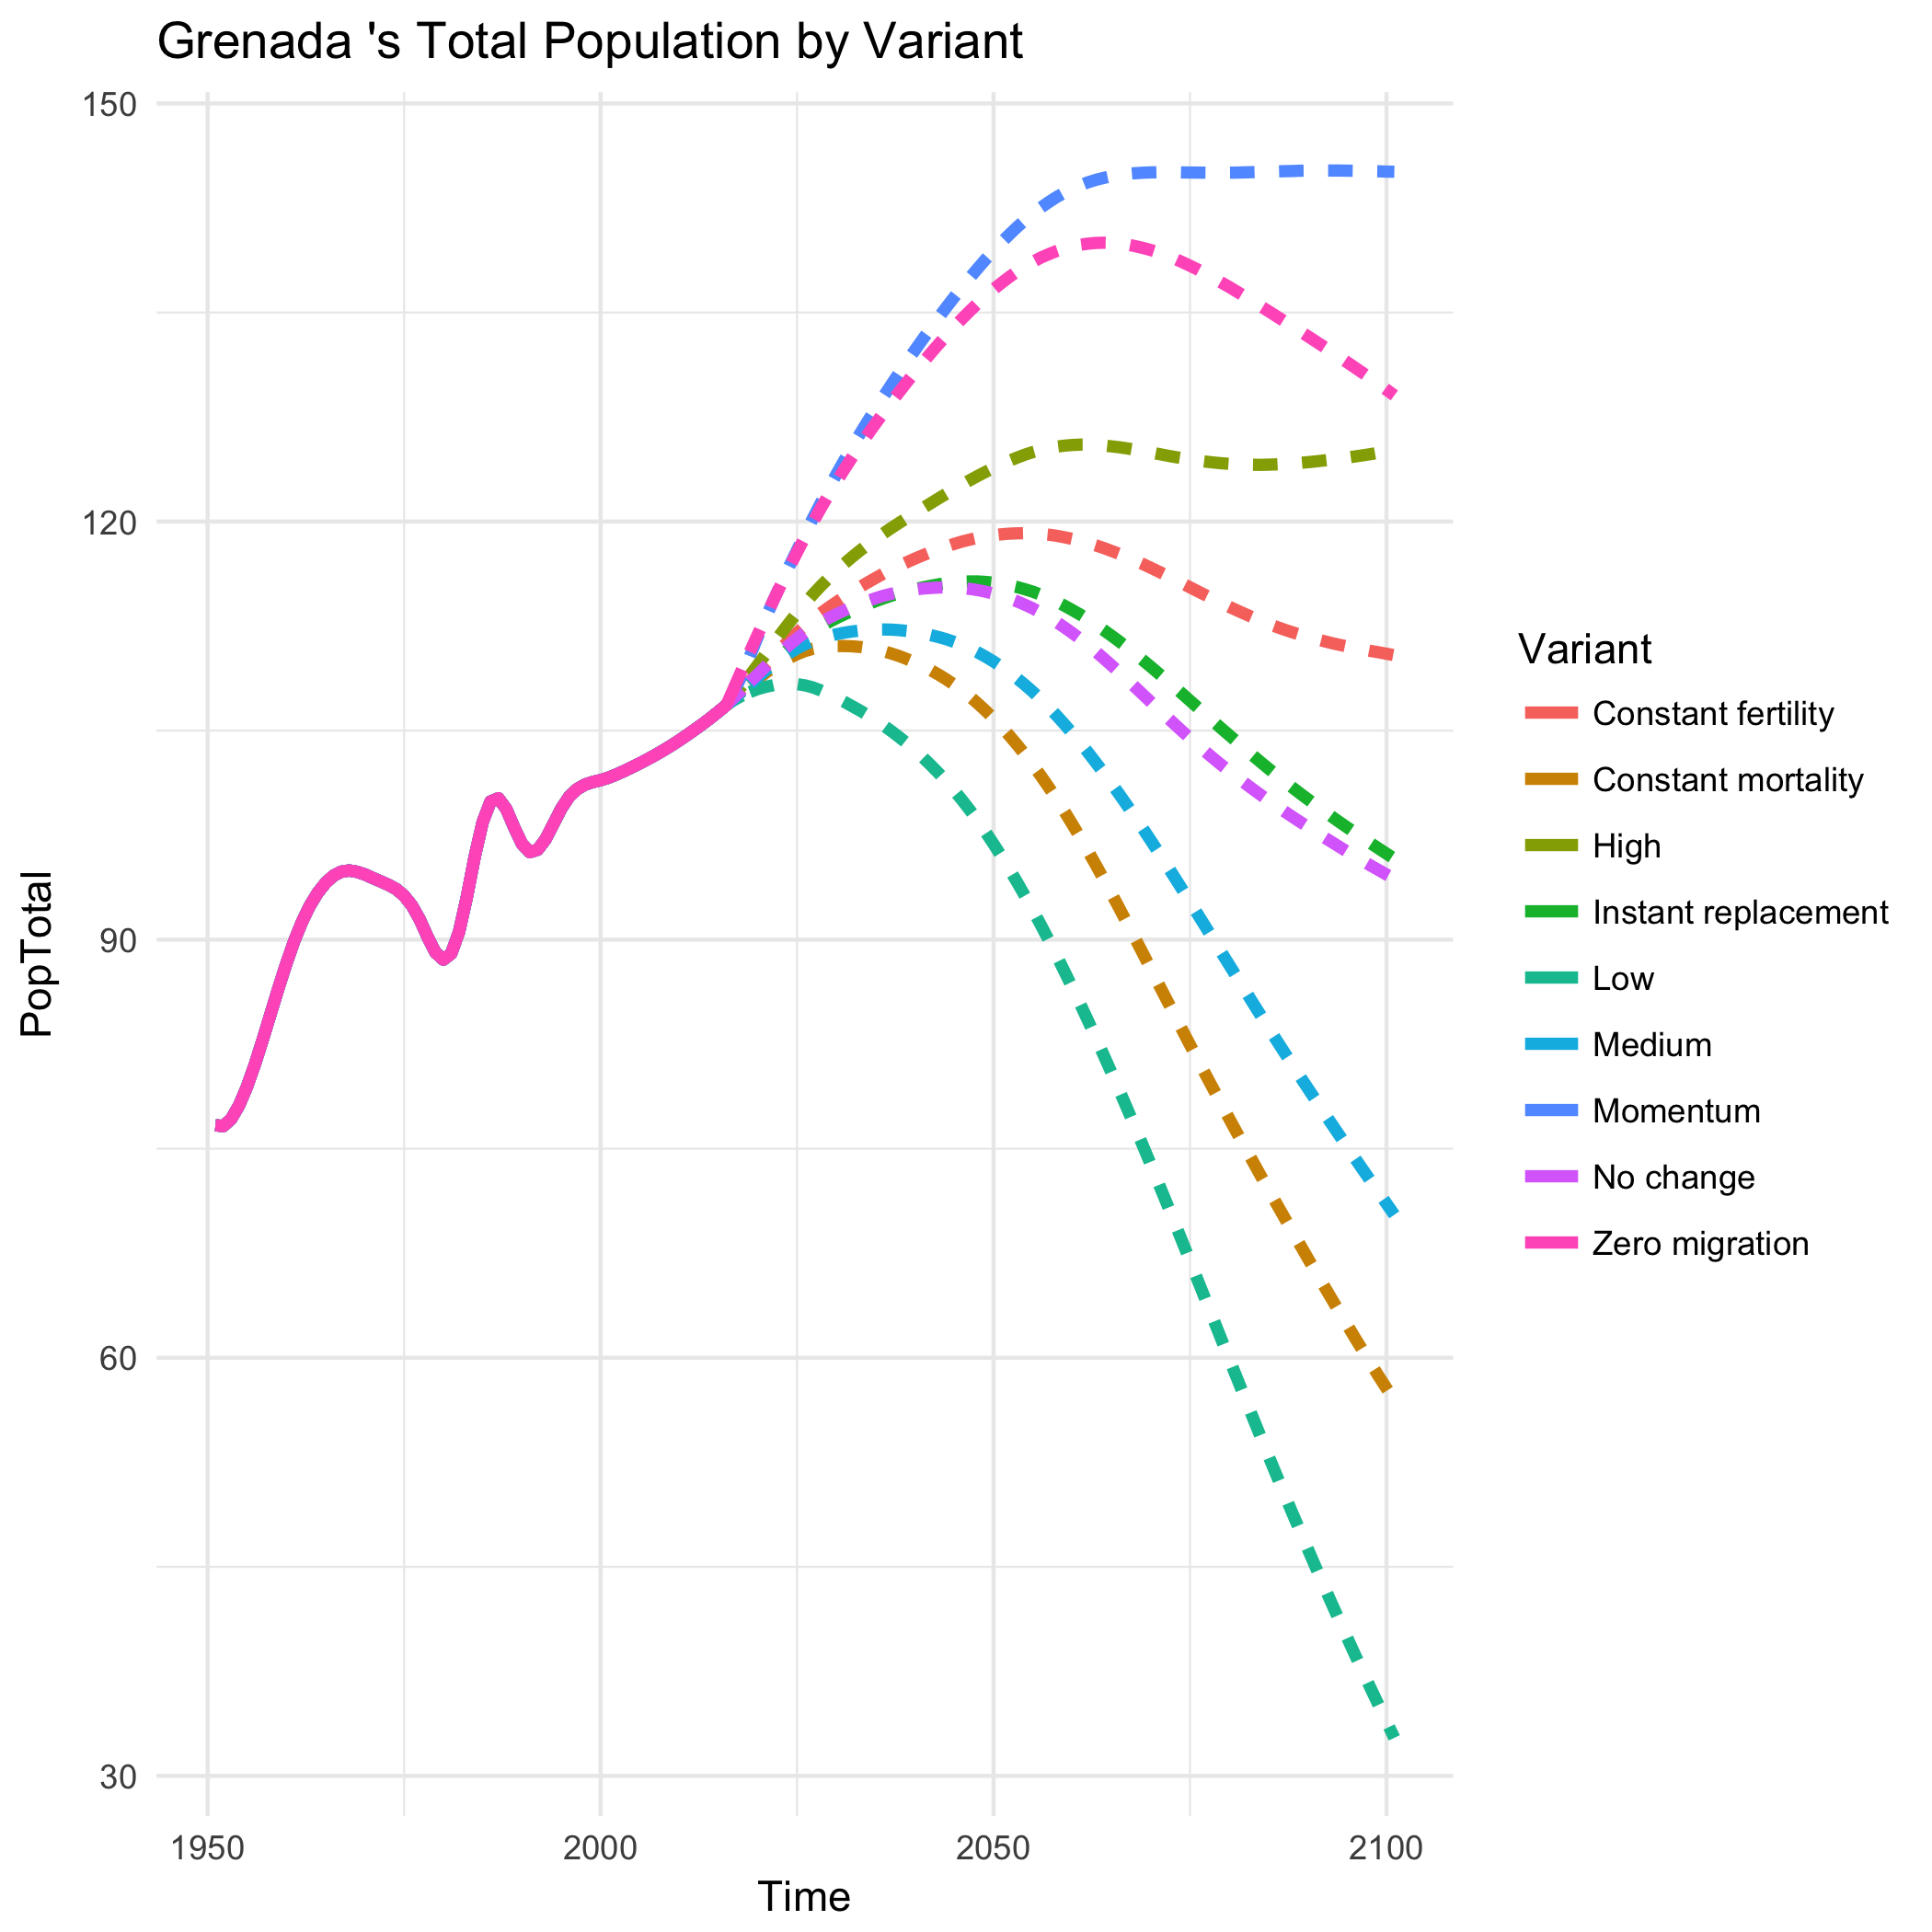 Grenada 's Total Population by Variant
150
120
90
60
30
PopTotal
1950
2000
2050
2100
Time
Variant
Constant fertility
Constant mortality
High
Instant replacement
Low
Medium
Momentum
No change
Zero migration